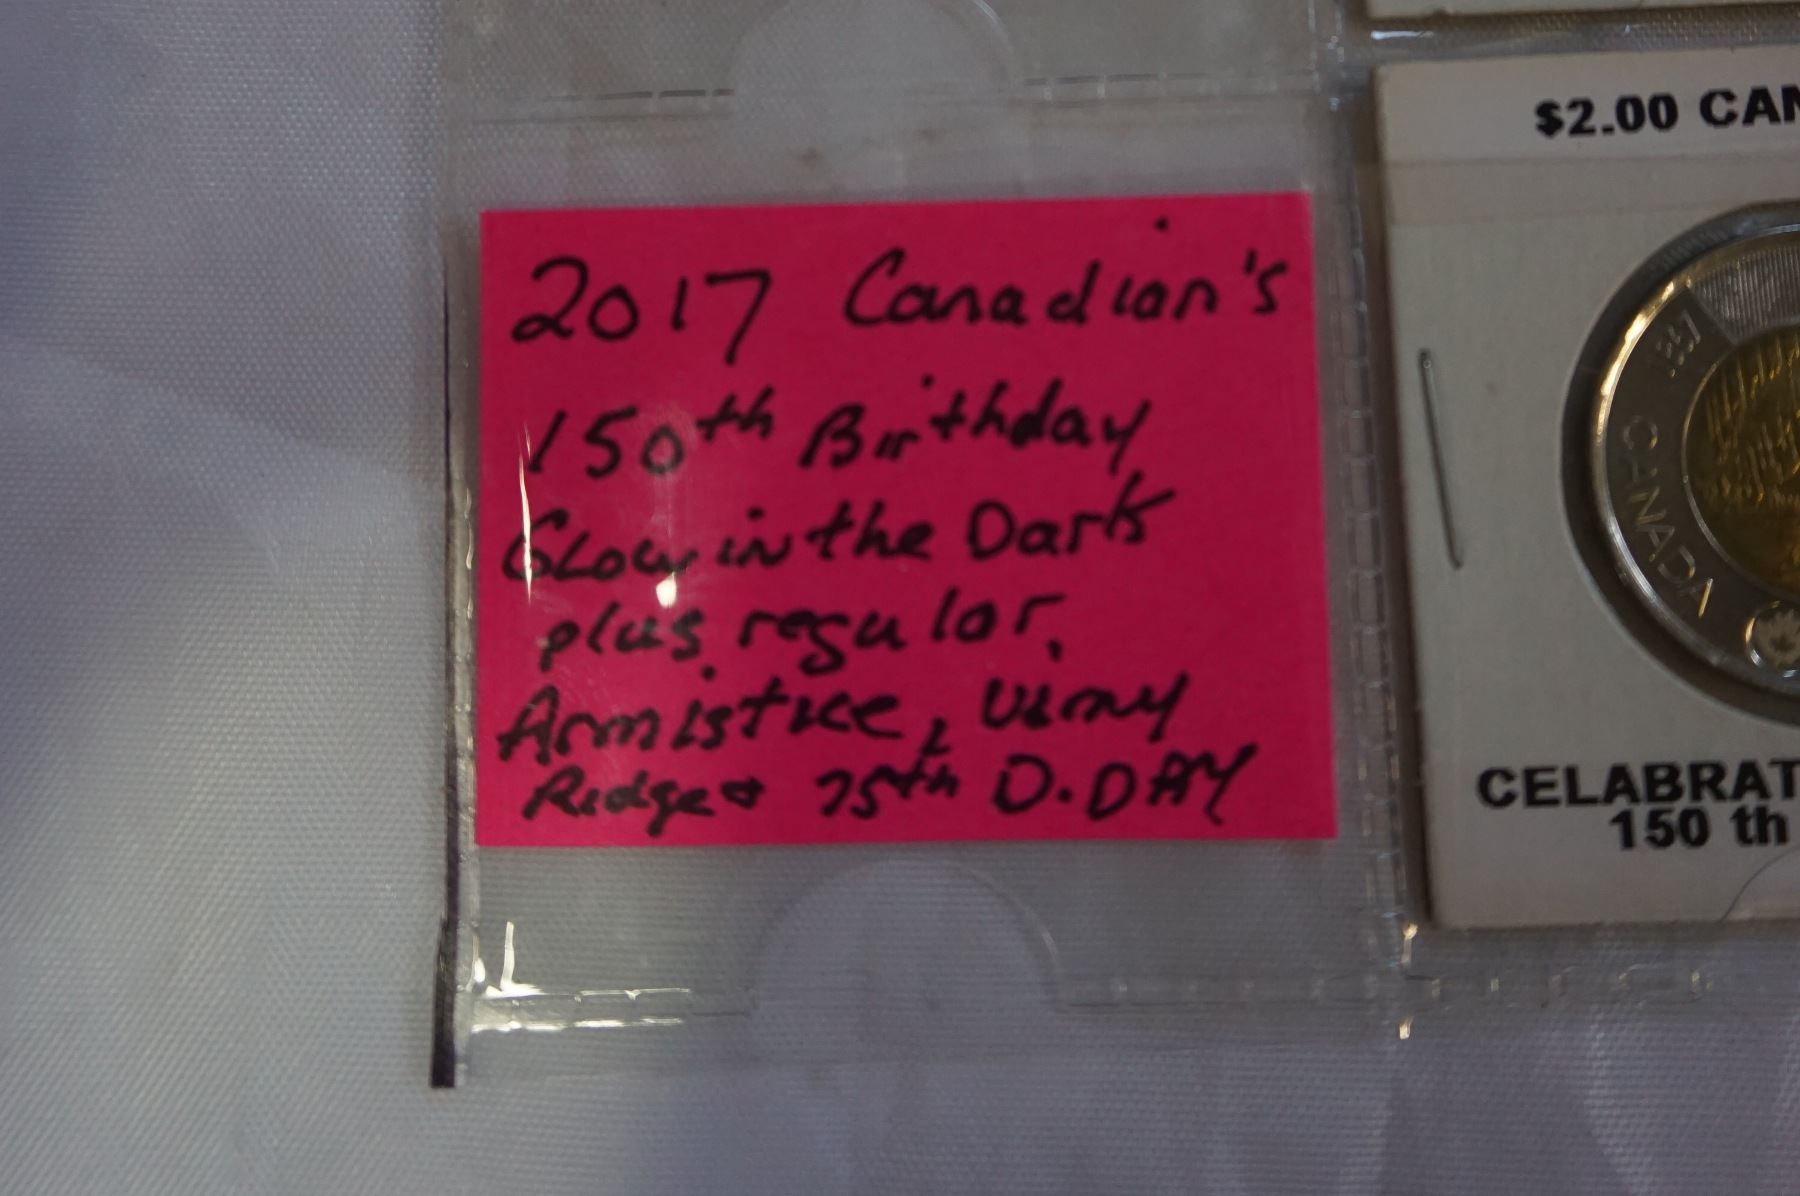 2017 Canadian's
150th Birthday
Glow in the Dark
plus regular,
Armistice, Vimy
Ridge & 75th D.DAY
$2.00 CAN
1867
CANADA
CELABRAT
150 th